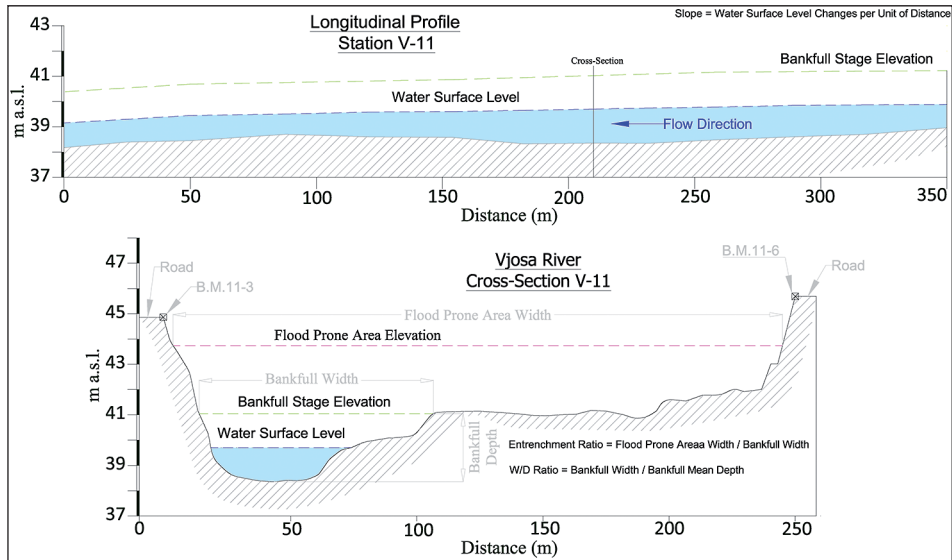 Longitudinal Profile
Station V-11
Slope = Water Surface Level Changes per Unit of Distance
43
41
39
37
m a.s.l.
Cross-Section
Bankfull Stage Elevation
Water Surface Level
Flow Direction
0
50
100
150
200
250
300
350
Distance (m)
Vjosa River
Cross-Section V-11
47
45
43
41
39
37
m a.s.l.
Road
B.M.11-3
B.M.11-6
Road
Flood Prone Area Width
Flood Prone Area Elevation
Bankfull Width
Bankfull Stage Elevation
Water Surface Level
Bankfull
Depth
Entrenchment Ratio = Flood Prone Areaa Width / Bankfull Width
W/D Ratio = Bankfull Width / Bankfull Mean Depth
0
50
100
150
200
250
Distance (m)